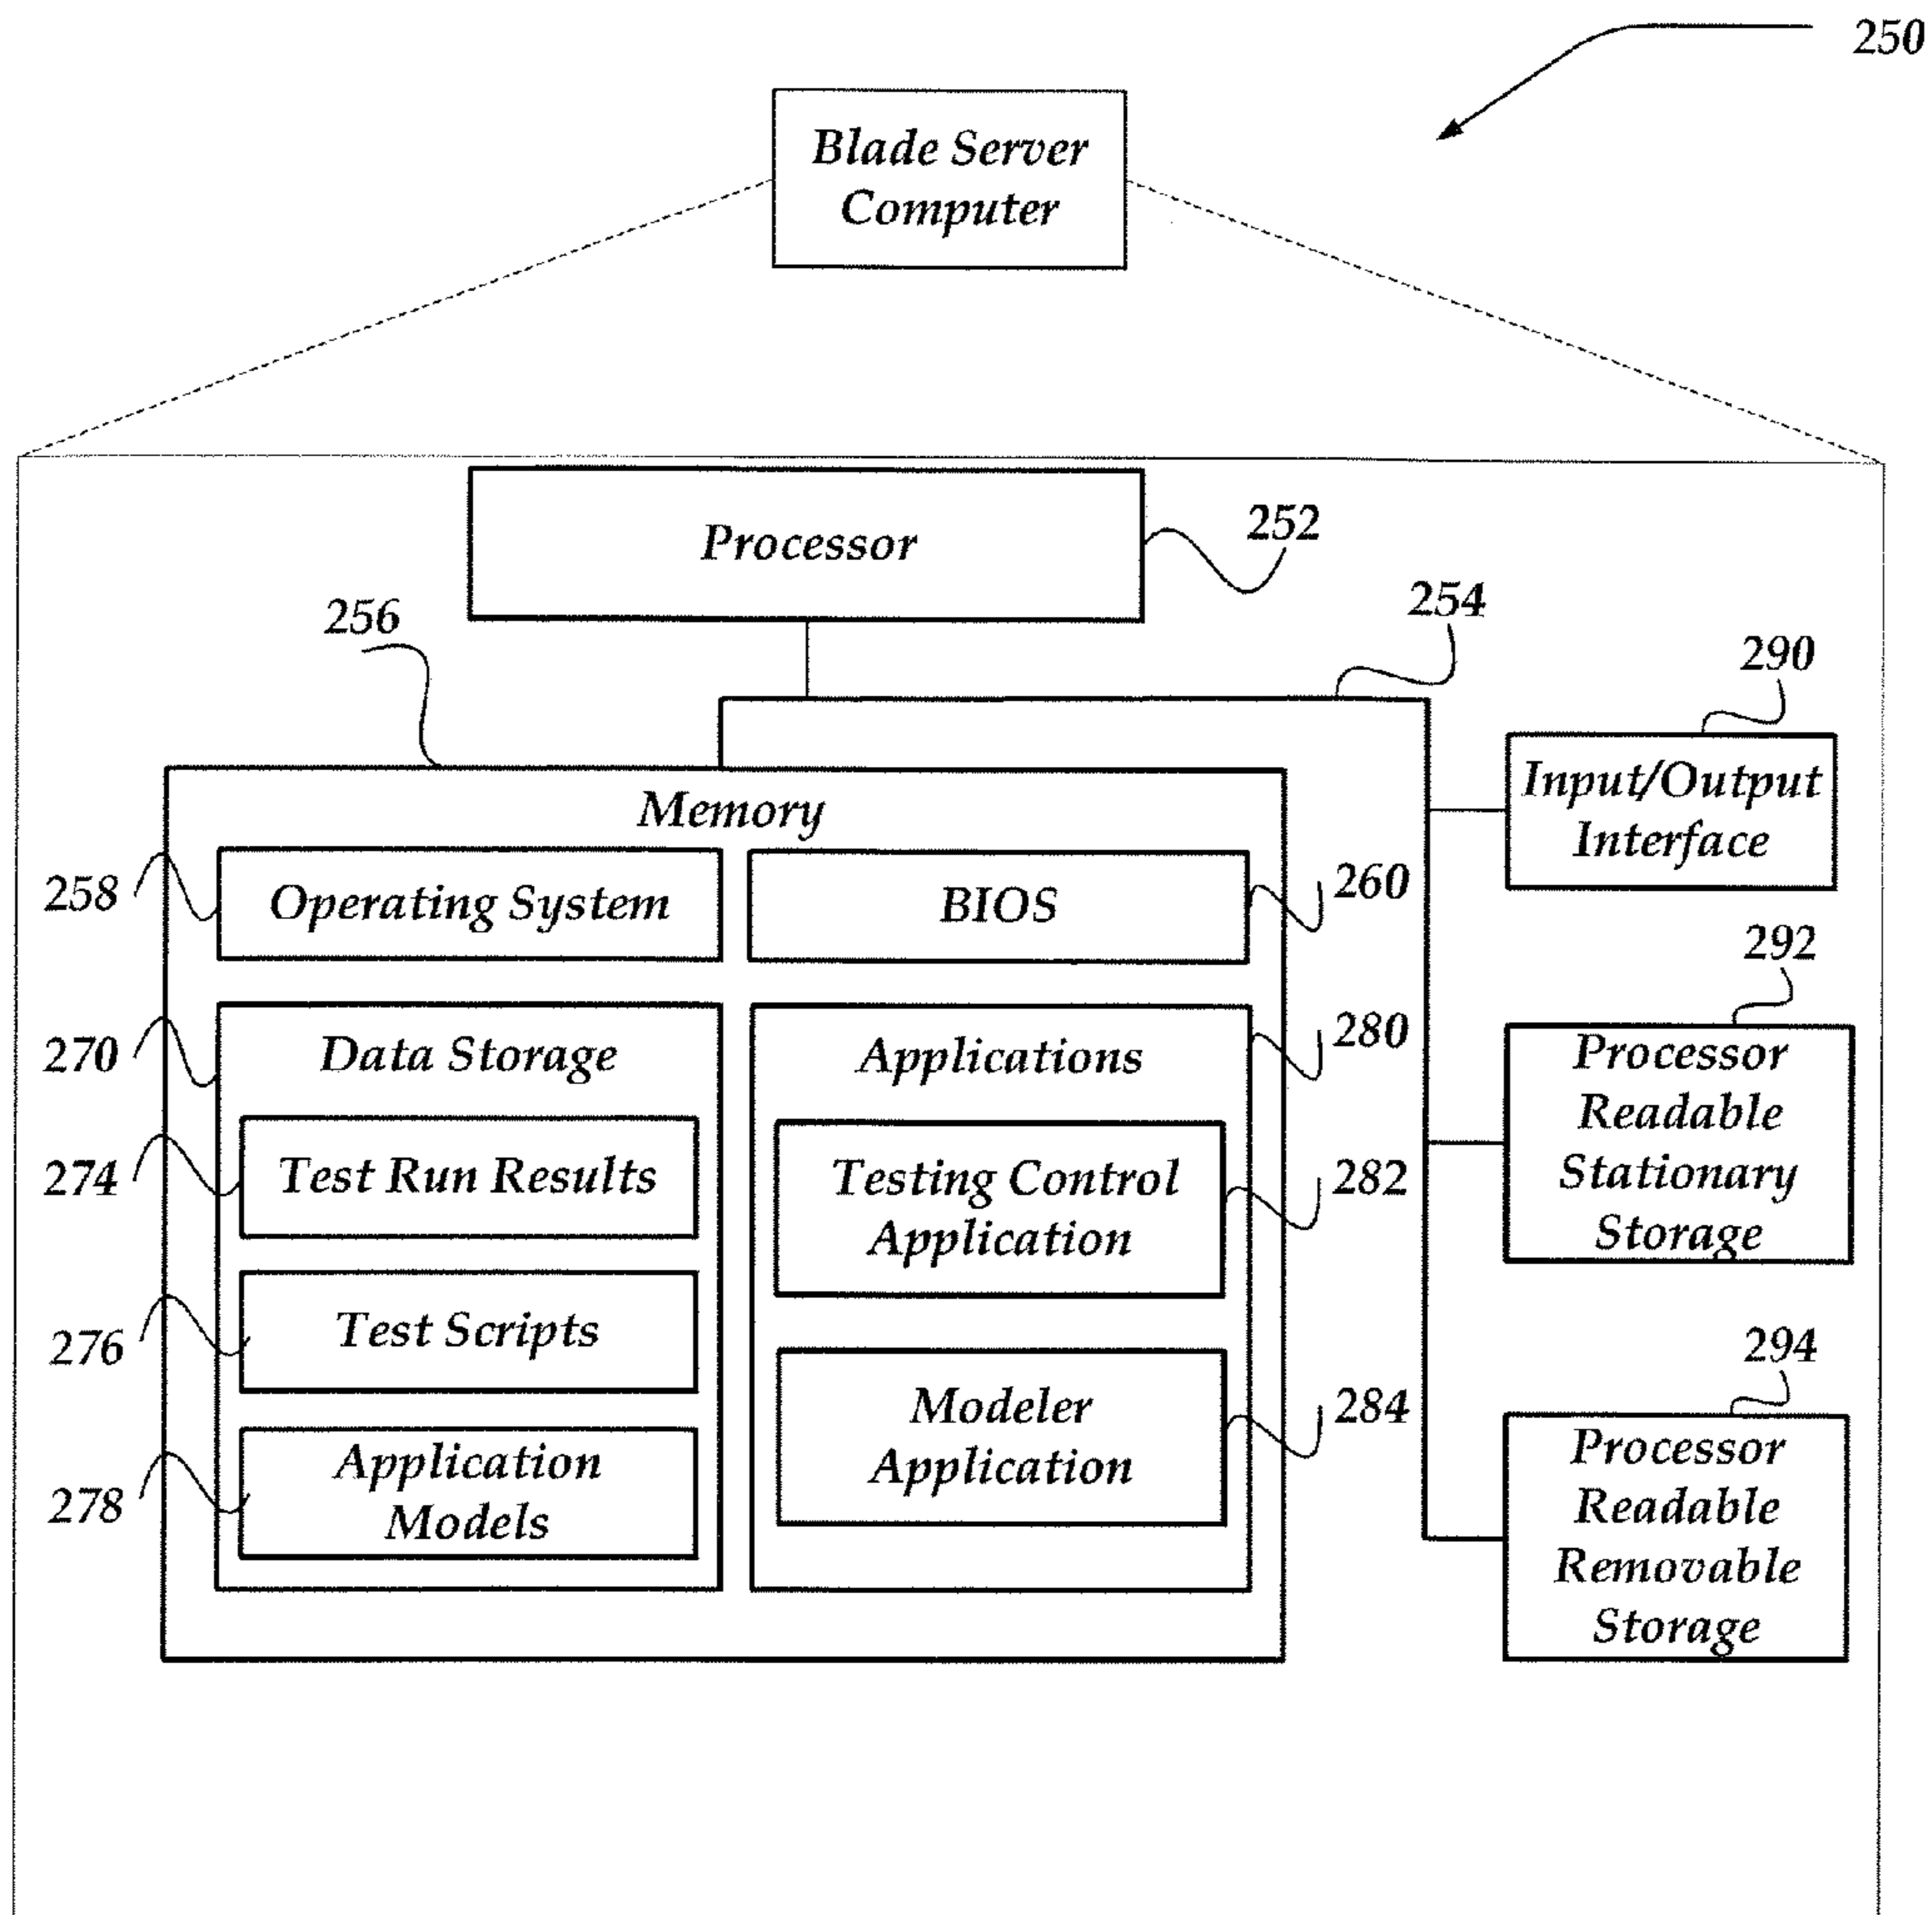 250
Blade Server
Computer
Processor
252
256
254
290
Input/Output
Interface
Memory
258
Operating System
BIOS
260
292
270
Data Storage
Applications
280
Processor
Readable
Stationary
Storage
274
Test Run Results
Testing Control
Application
282
276
Test Scripts
294
Modeler
Application
284
278
Application
Models
Processor
Readable
Removable
Storage